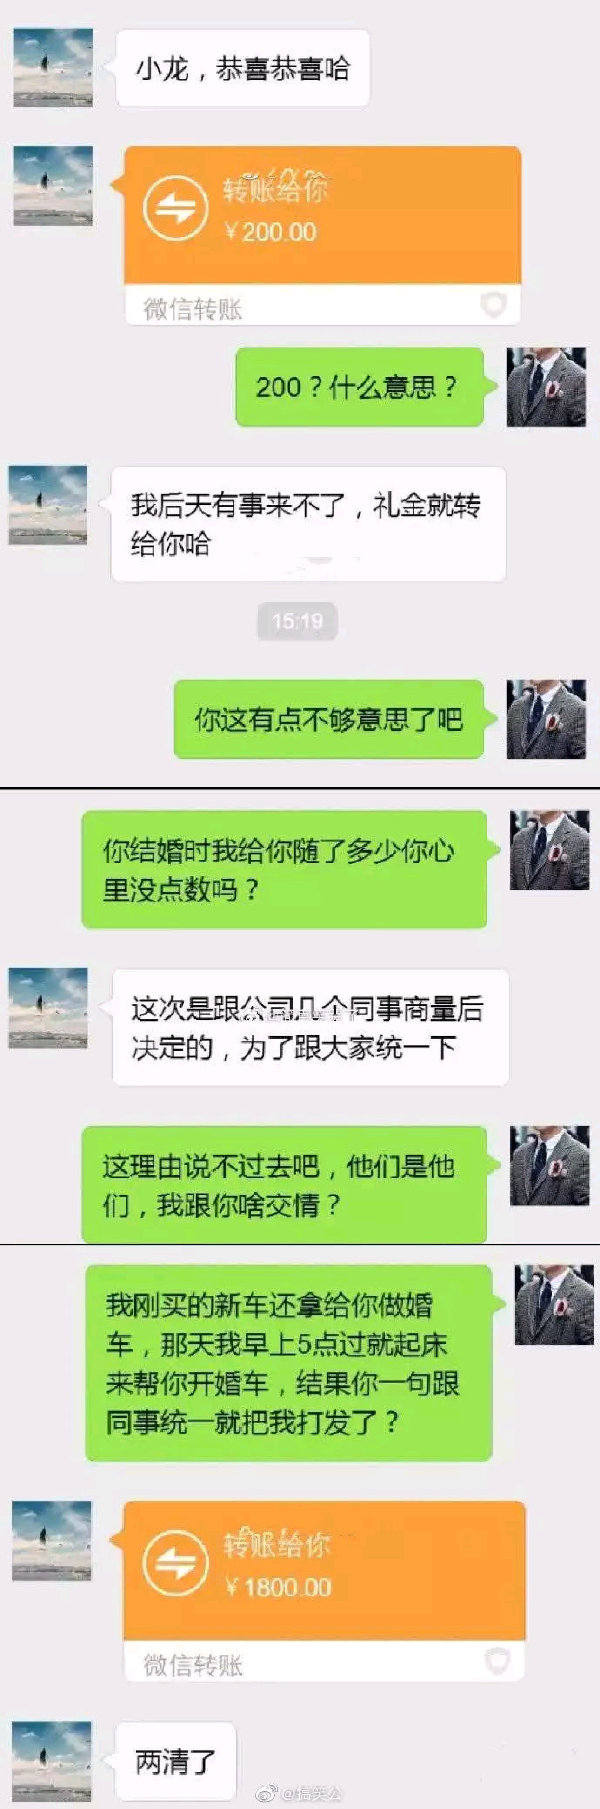 小龙，恭喜恭喜哈
转账给你
￥200.00
微信转账
200？什么意思？
我后天有事来不了，礼金就转
给你哈
15:19
你这有点不够意思了吧
你结婚时我给你随了多少你心
里没点数吗？
这次是跟公司几个同事商量后
决定的，为了跟大家统一下
这理由说不过去吧，他们是他
们，我跟你啥交情？
我刚买的新车还拿给你做婚
车，那天我早上5点过就起床
来帮你开婚车，结果你一句跟
同事统一就把我打发了？
转账给你
￥1800.00
微信转账
两清了
@搞笑公